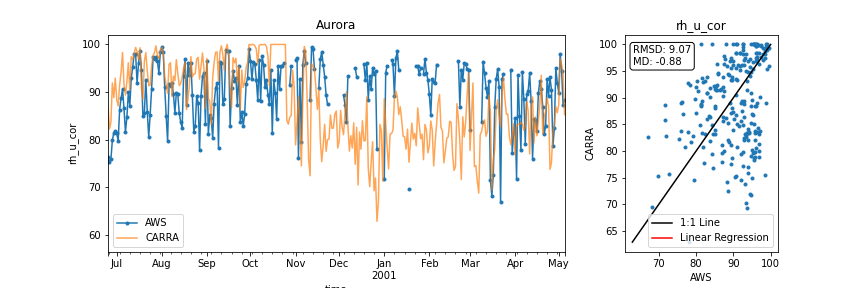 Aurora
rh_u_cor
100
90
80
70
60
rh_u_cor
AWS
CARRA
Jul Aug Sep Oct Nov Dec Jan Feb Mar Apr May
2001
time
rh_u_cor
RMSD: 9.07
MD: -0.88
100
95
90
85
80
75
70
65
CARRA
1:1 Line
Linear Regression
70 80 90 100
AWS